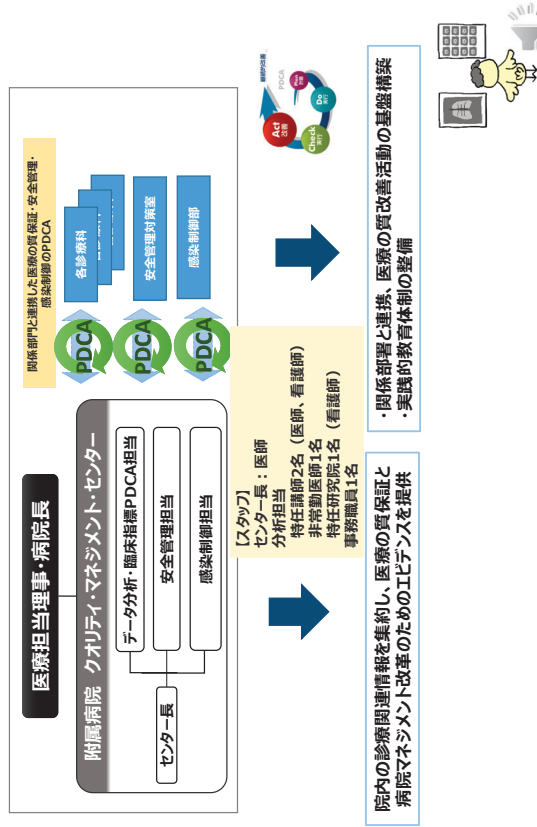 医療担当理事・病院長
附属病院 クオリティ・マネジメント・センター
センター長
データ分析・臨床指標PDCA担当
安全管理担当
感染制御担当
関係部門と連携した医療の質保証・安全管理・
感染制御のPDCA
PDCA
各診療科
PDCA
安全管理対策室
PDCA
感染制御部
【スタッフ】
センター長：医師
分析担当
特任講師2名（医師、看護師）
非常勤医師1名
特任研究院1名（看護師）
事務職員1名
継続的改善
PDCA
Act
改善
Plan
計画
Check
実行
Do
実行
院内の診療関連情報を集約し、医療の質保証と
病院マネジメント改革のためのエビデンスを提供
・関係部署と連携、医療の質改善活動の基盤構築
・実践的教育体制の整備